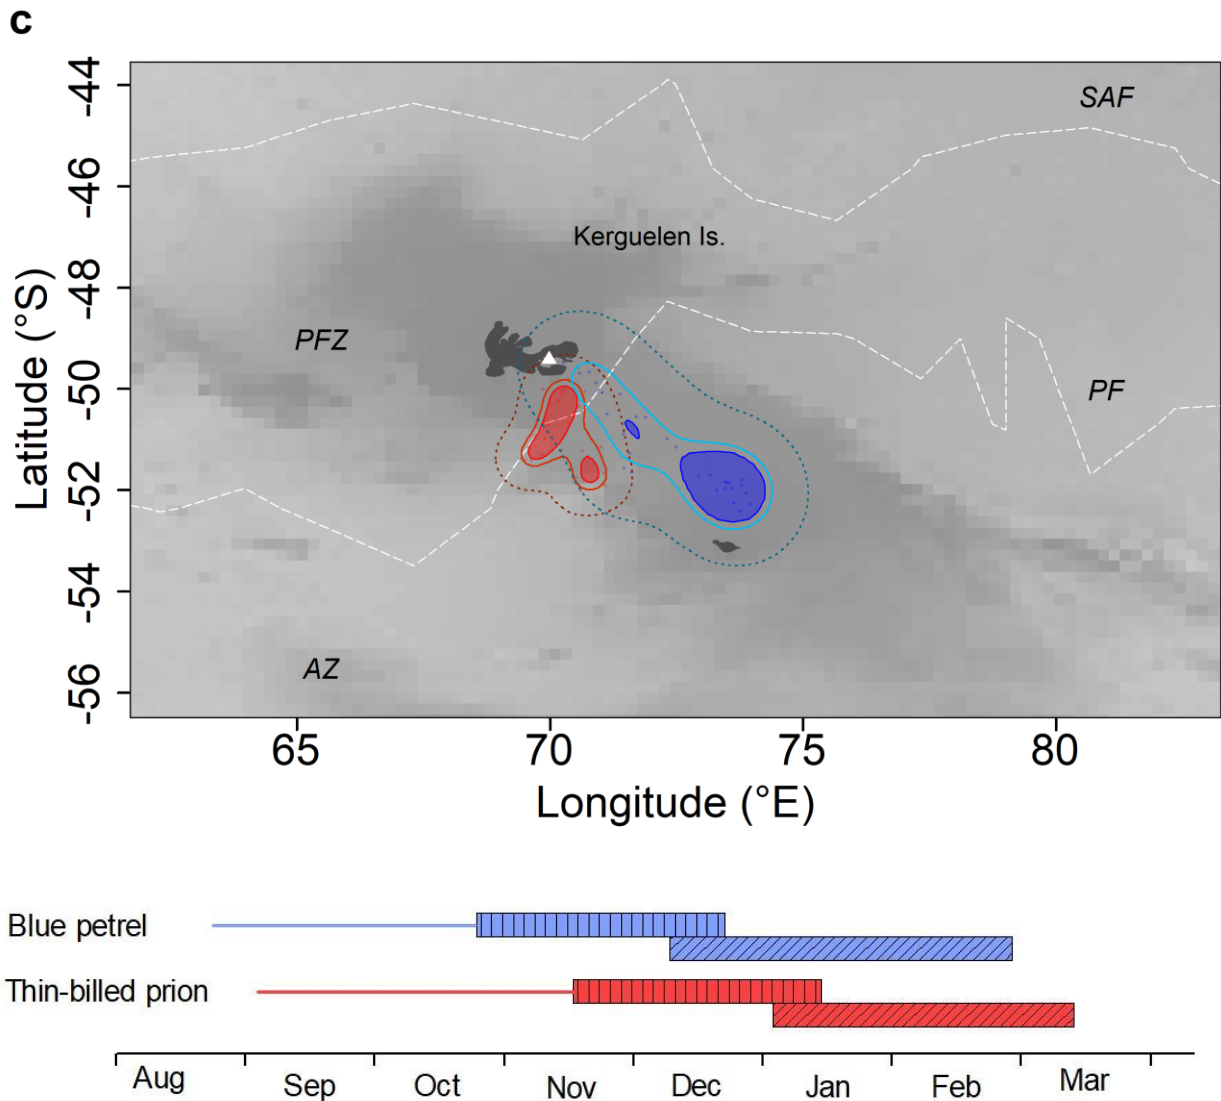 c
-44
-46
-48
-50
-52
-54
-56
Latitude (°S)
SAF
Kerguelen Is.
PFZ
PF
AZ
65 70 75 80
Longitude (°E)
Blue petrel
Thin-billed prion
Aug Sep Oct Nov Dec Jan Feb Mar